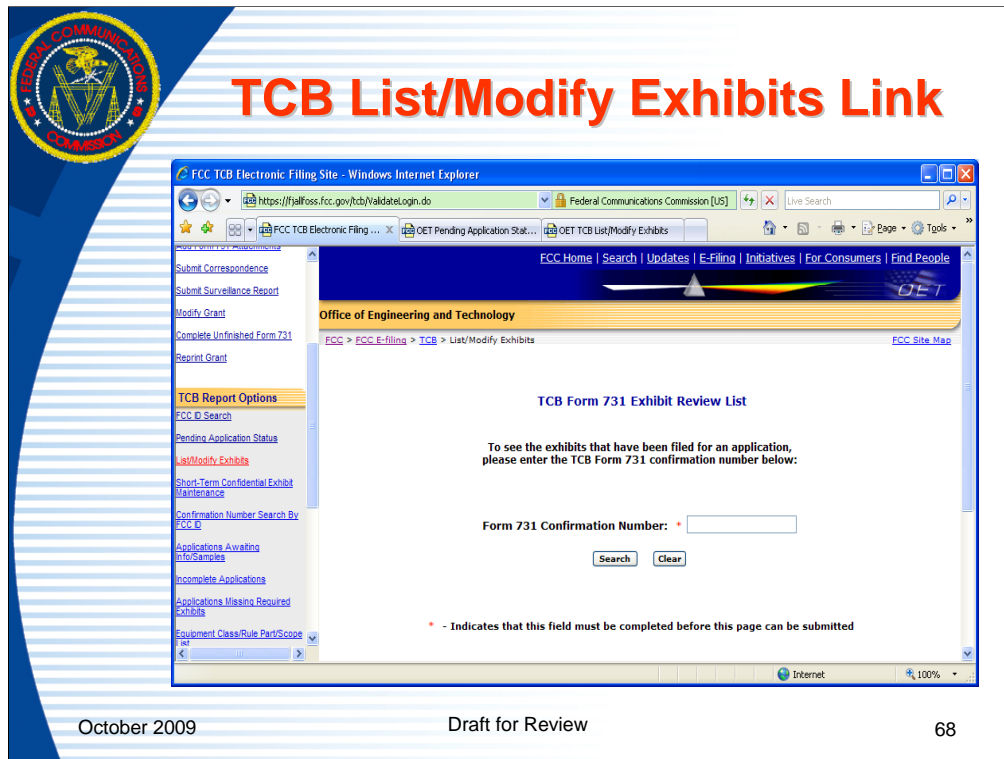 FEDERAL COMMUNICATIONS
COMMISSION
TCB List/Modify Exhibits Link
FCC TCB Electronic Filing Site - Windows Internet Explorer
https://fjallfoss.fcc.gov/tcb/ValidateLogin.do
Federal Communications Commission [US]
Live Search
FCC TCB Electronic Filing ...
OET Pending Application Stat...
OET TCB List/Modify Exhibits
Page
Tools
»
Add Form 731 Attachments
Submit Correspondence
Submit Surveillance Report
Modify Grant
Complete Unfinished Form 731
Reprint Grant
TCB Report Options
FCC ID Search
Pending Application Status
List/Modify Exhibits
Short-Term Confidential Exhibit
Maintenance
Confirmation Number Search By
FCC ID
Applications Awaiting
Info/Samples
Incomplete Applications
Applications Missing Required
Exhibits
Equipment Class/Rule Part/Scope
List
FCC Home | Search | Updates | E-Filing | Initiatives | For Consumers | Find People
OET
Office of Engineering and Technology
FCC > FCC E-filing > TCB > List/Modify Exhibits
FCC Site Map
TCB Form 731 Exhibit Review List
To see the exhibits that have been filed for an application,
please enter the TCB Form 731 confirmation number below:
Form 731 Confirmation Number: *
Search Clear
* - Indicates that this field must be completed before this page can be submitted
Internet
100%
October 2009
Draft for Review
68